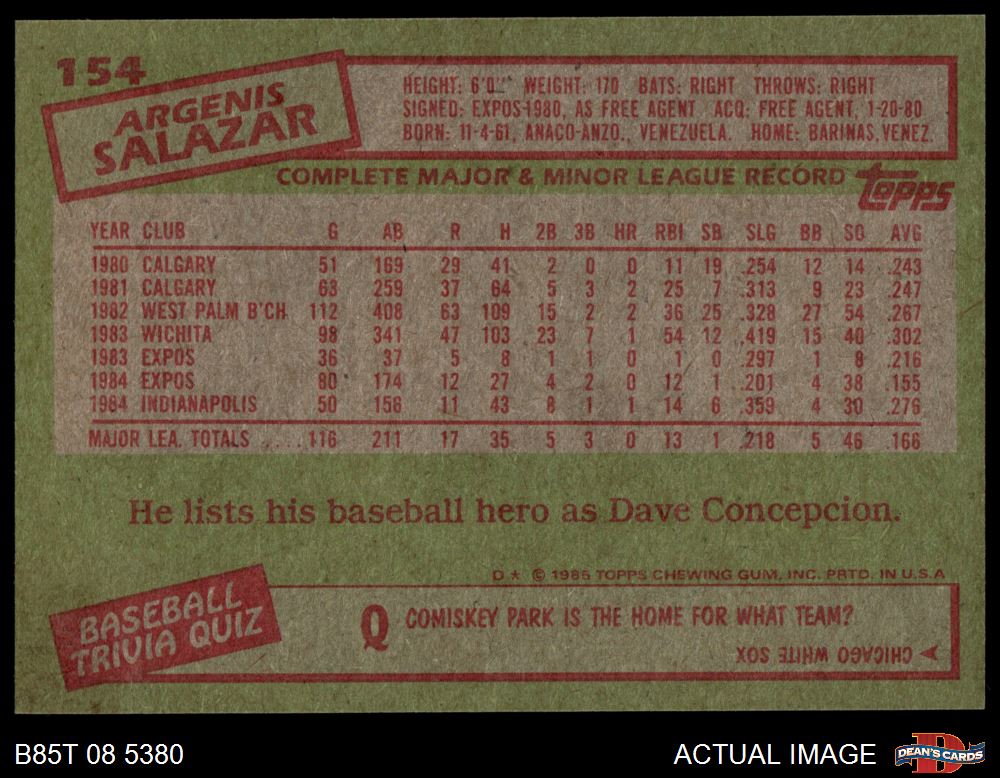 154
ARGENIS
SALAZAR
HEIGHT: 6'0" WEIGHT: 170 BATS: RIGHT THROWS: RIGHT
SIGNED: EXPOS-1980, AS FREE AGENT ACQ: FREE AGENT, 1-20-80
BORN: 11-4-61, ANACO-ANZO., VENEZUELA. HOME: BARINAS, VENEZ.
COMPLETE MAJOR & MINOR LEAGUE RECORD topps
YEAR CLUB G AB R H 2B 3B HR RBI SB SLG BB SO AVG
1980 CALGARY 51 169 29 41 2 0 0 11 19 .254 12 14 .243
1981 CALGARY 63 259 37 64 5 3 2 25 7 .313 9 23 .247
1982 WEST PALM B'CH 112 408 63 109 15 2 2 36 25 .328 27 54 .267
1983 WICHITA 98 341 47 103 23 7 1 54 12 .419 15 40 .302
1983 EXPOS 36 37 5 8 1 1 0 1 0 .297 1 8 .216
1984 EXPOS 80 174 12 27 4 2 0 12 1 .201 4 38 .155
1984 INDIANAPOLIS 50 156 11 43 8 1 1 14 6 .359 4 30 .276
MAJOR LEA. TOTALS .... 116 211 17 35 5 3 0 13 1 .218 5 46 .166
He lists his baseball hero as Dave Concepcion.
D* © 1985 TOPPS CHEWING GUM, INC. PRTD. IN U.S.A
BASEBALL
TRIVIA QUIZ
Q COMISKEY PARK IS THE HOME FOR WHAT TEAM?
CHICAGO WHITE SOX
B85T 08 5380
ACTUAL IMAGE
D
DEAN'S CARDS